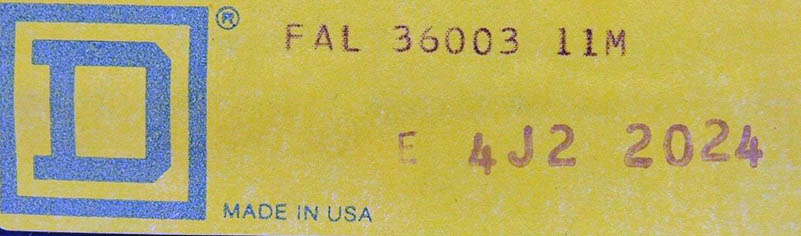 D ®
FAL 36003 11M
E 4J2 2024
MADE IN USA